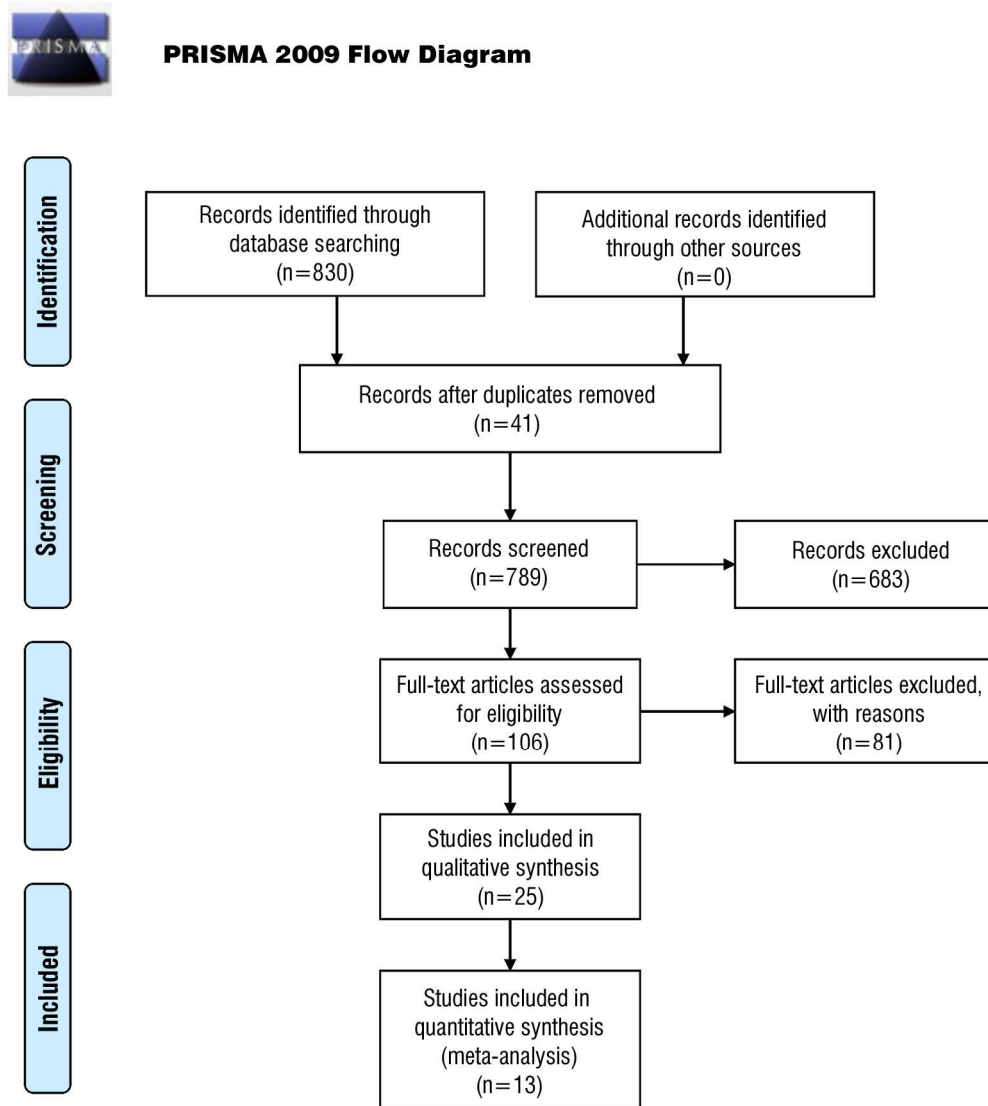 PRISMA
PRISMA 2009 Flow Diagram
Identification
Records identified through
database searching
(n=830)
Additional records identified
through other sources
(n=0)
Records after duplicates removed
(n=41)
Screening
Records screened
(n=789)
Records excluded
(n=683)
Eligibility
Full-text articles assessed
for eligibility
(n=106)
Full-text articles excluded,
with reasons
(n=81)
Studies included in
qualitative synthesis
(n=25)
Included
Studies included in
quantitative synthesis
(meta-analysis)
(n=13)